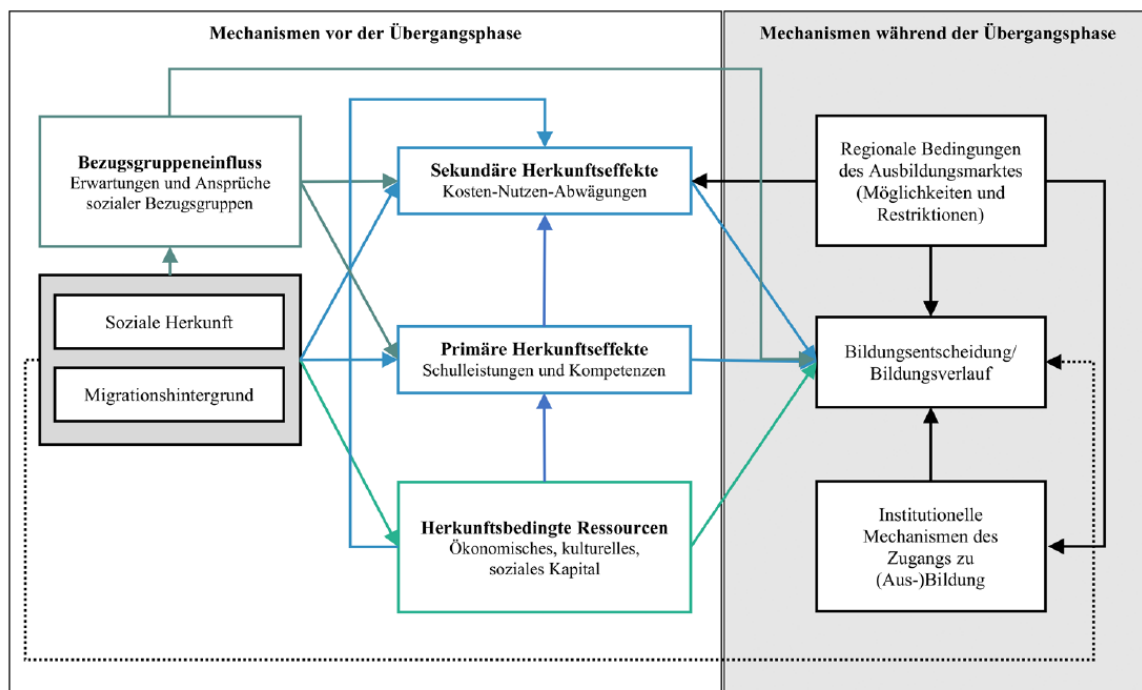 Mechanismen vor der Übergangsphase
Mechanismen während der Übergangsphase
Bezugsgruppeneinfluss
Erwartungen und Ansprüche
sozialer Bezugsgruppen
Soziale Herkunft
Migrationshintergrund
Sekundäre Herkunftseffekte
Kosten-Nutzen-Abwägungen
Primäre Herkunftseffekte
Schulleistungen und Kompetenzen
Herkunftsbedingte Ressourcen
Ökonomisches, kulturelles,
soziales Kapital
Regionale Bedingungen
des Ausbildungsmarktes
(Möglichkeiten und
Restriktionen)
Bildungsentscheidung/
Bildungsverlauf
Institutionelle
Mechanismen des
Zugangs zu
(Aus-)Bildung